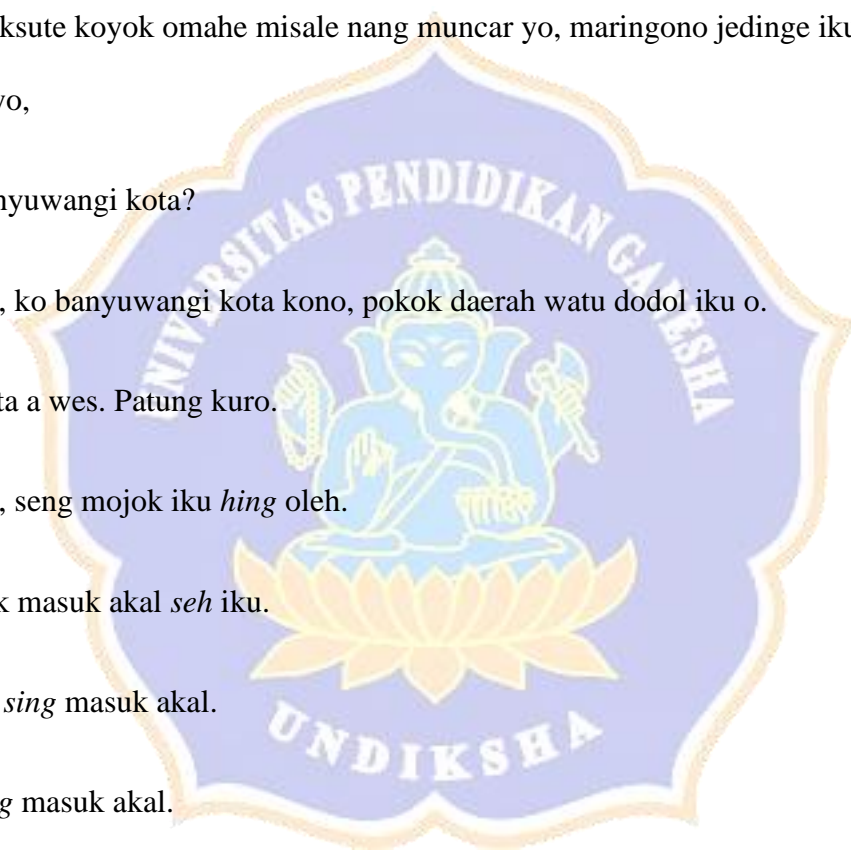 ksute koyok omahe misale nang muncar yo, maringono jedinge iku
yo,
nyuwangi kota?
, ko banyuwangi kota kono, pokok daerah watu dodol iku o.
ta a wes. Patung kuro.
, seng mojok iku hing oleh.
k masuk akal seh iku.
sing masuk akal.
g masuk akal.
UNIVERSITAS PENDIDIKAN GANESHA
UNDIKSHA